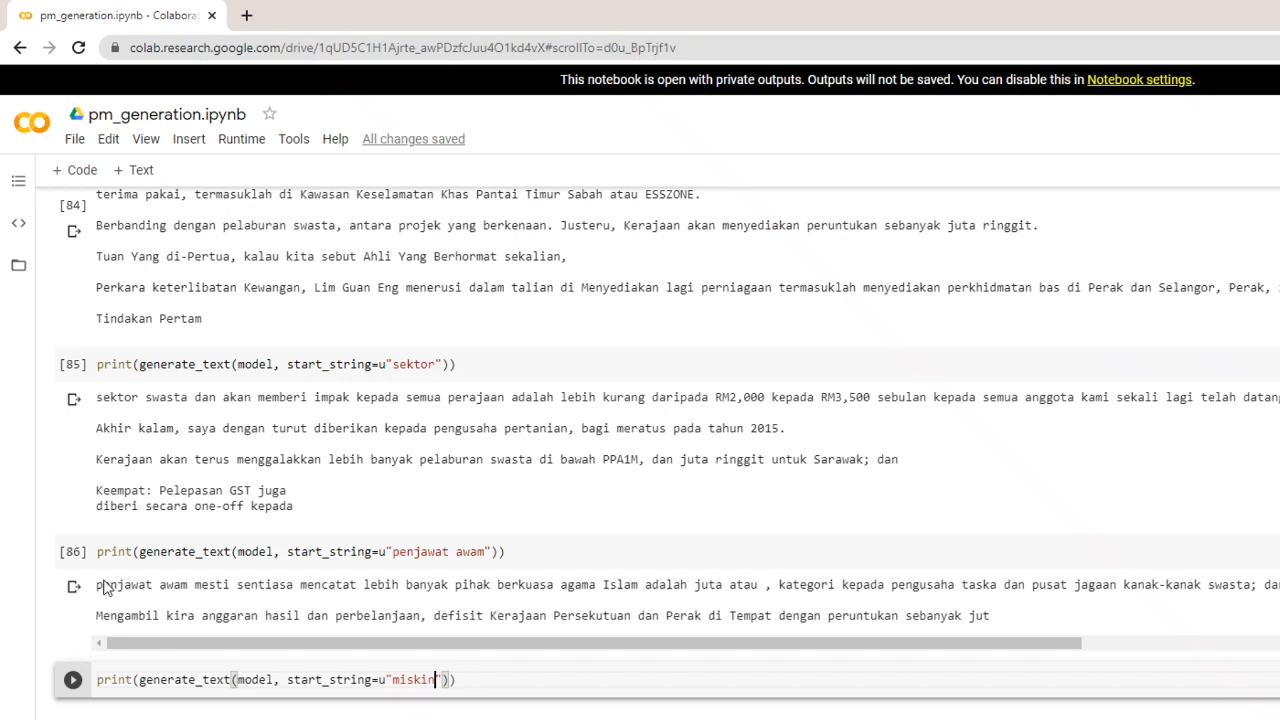 pm_generation.ipynb - Colabora
colab.research.google.com/drive/1qUD5C1H1Ajrte_awPDzfcJuu4O1kd4vX#scrollTo=d0u_BpTrjf1v
This notebook is open with private outputs. Outputs will not be saved. You can disable this in Notebook settings.
pm_generation.ipynb
File Edit View Insert Runtime Tools Help All changes saved
+ Code + Text
terima pakai, termasuklah di Kawasan Keselamatan Khas Pantai Timur Sabah atau ESSZONE.
[84]
Berbanding dengan pelaburan swasta, antara projek yang berkenaan. Justeru, Kerajaan akan menyediakan peruntukan sebanyak juta ringgit.
Tuan Yang di-Pertua, kalau kita sebut Ahli Yang Berhormat sekalian,
Perkara keterlibatan Kewangan, Lim Guan Eng menerusi dalam talian di Menyediakan lagi perniagaan termasuklah menyediakan perkhidmatan bas di Perak dan Selangor, Perak,
Tindakan Pertam
[85] print(generate_text(model, start_string=u"sektor"))
sektor swasta dan akan memberi impak kepada semua perajaan adalah lebih kurang daripada RM2,000 kepada RM3,500 sebulan kepada semua anggota kami sekali lagi telah datang
Akhir kalam, saya dengan turut diberikan kepada pengusaha pertanian, bagi meratus pada tahun 2015.
Kerajaan akan terus menggalakkan lebih banyak pelaburan swasta di bawah PPA1M, dan juta ringgit untuk Sarawak; dan
Keempat: Pelepasan GST juga
diberi secara one-off kepada
[86] print(generate_text(model, start_string=u"penjawat awam"))
penjawat awam mesti sentiasa mencatat lebih banyak pihak berkuasa agama Islam adalah juta atau , kategori kepada pengusaha taska dan pusat jagaan kanak-kanak swasta; da
Mengambil kira anggaran hasil dan perbelanjaan, defisit Kerajaan Persekutuan dan Perak di Tempat dengan peruntukan sebanyak jut
print(generate_text(model, start_string=u"miskin"))